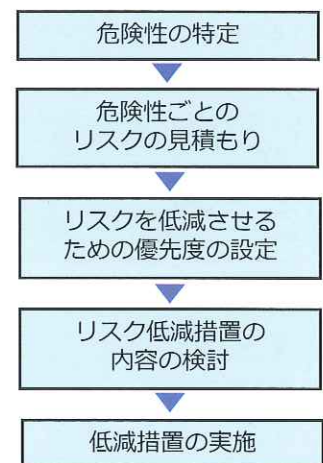 危険性の特定
危険性ごとの
リスクの見積もり
リスクを低減させる
ための優先度の設定
リスク低減措置の
内容の検討
低減措置の実施